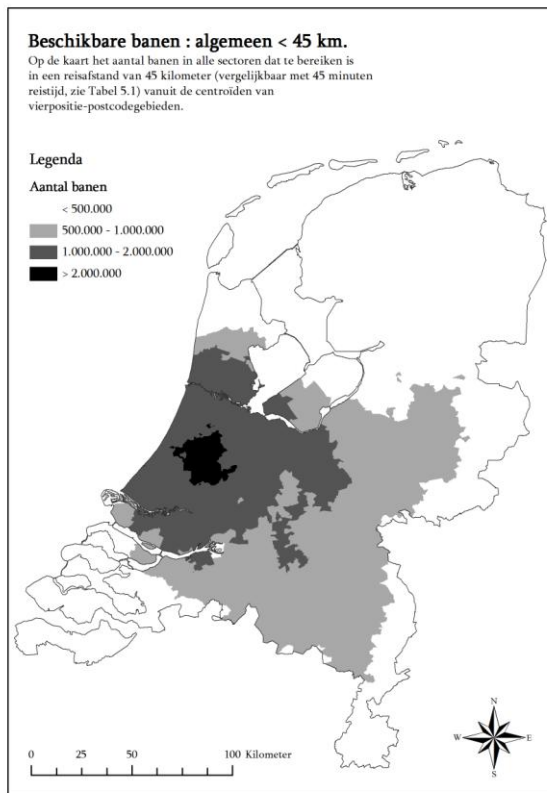 Beschikbare banen : algemeen < 45 km.
Op de kaart het aantal banen in alle sectoren dat te bereiken is
in een reisafstand van 45 kilometer (vergelijkbaar met 45 minuten
reistijd, zie Tabel 5.1) vanuit de centroïden van
vierpositie-postcodegebieden.
Legenda
Aantal banen
< 500.000
500.000 - 1.000.000
1.000.000 - 2.000.000
> 2.000.000
N
W E
S
0 25 50 100 Kilometer